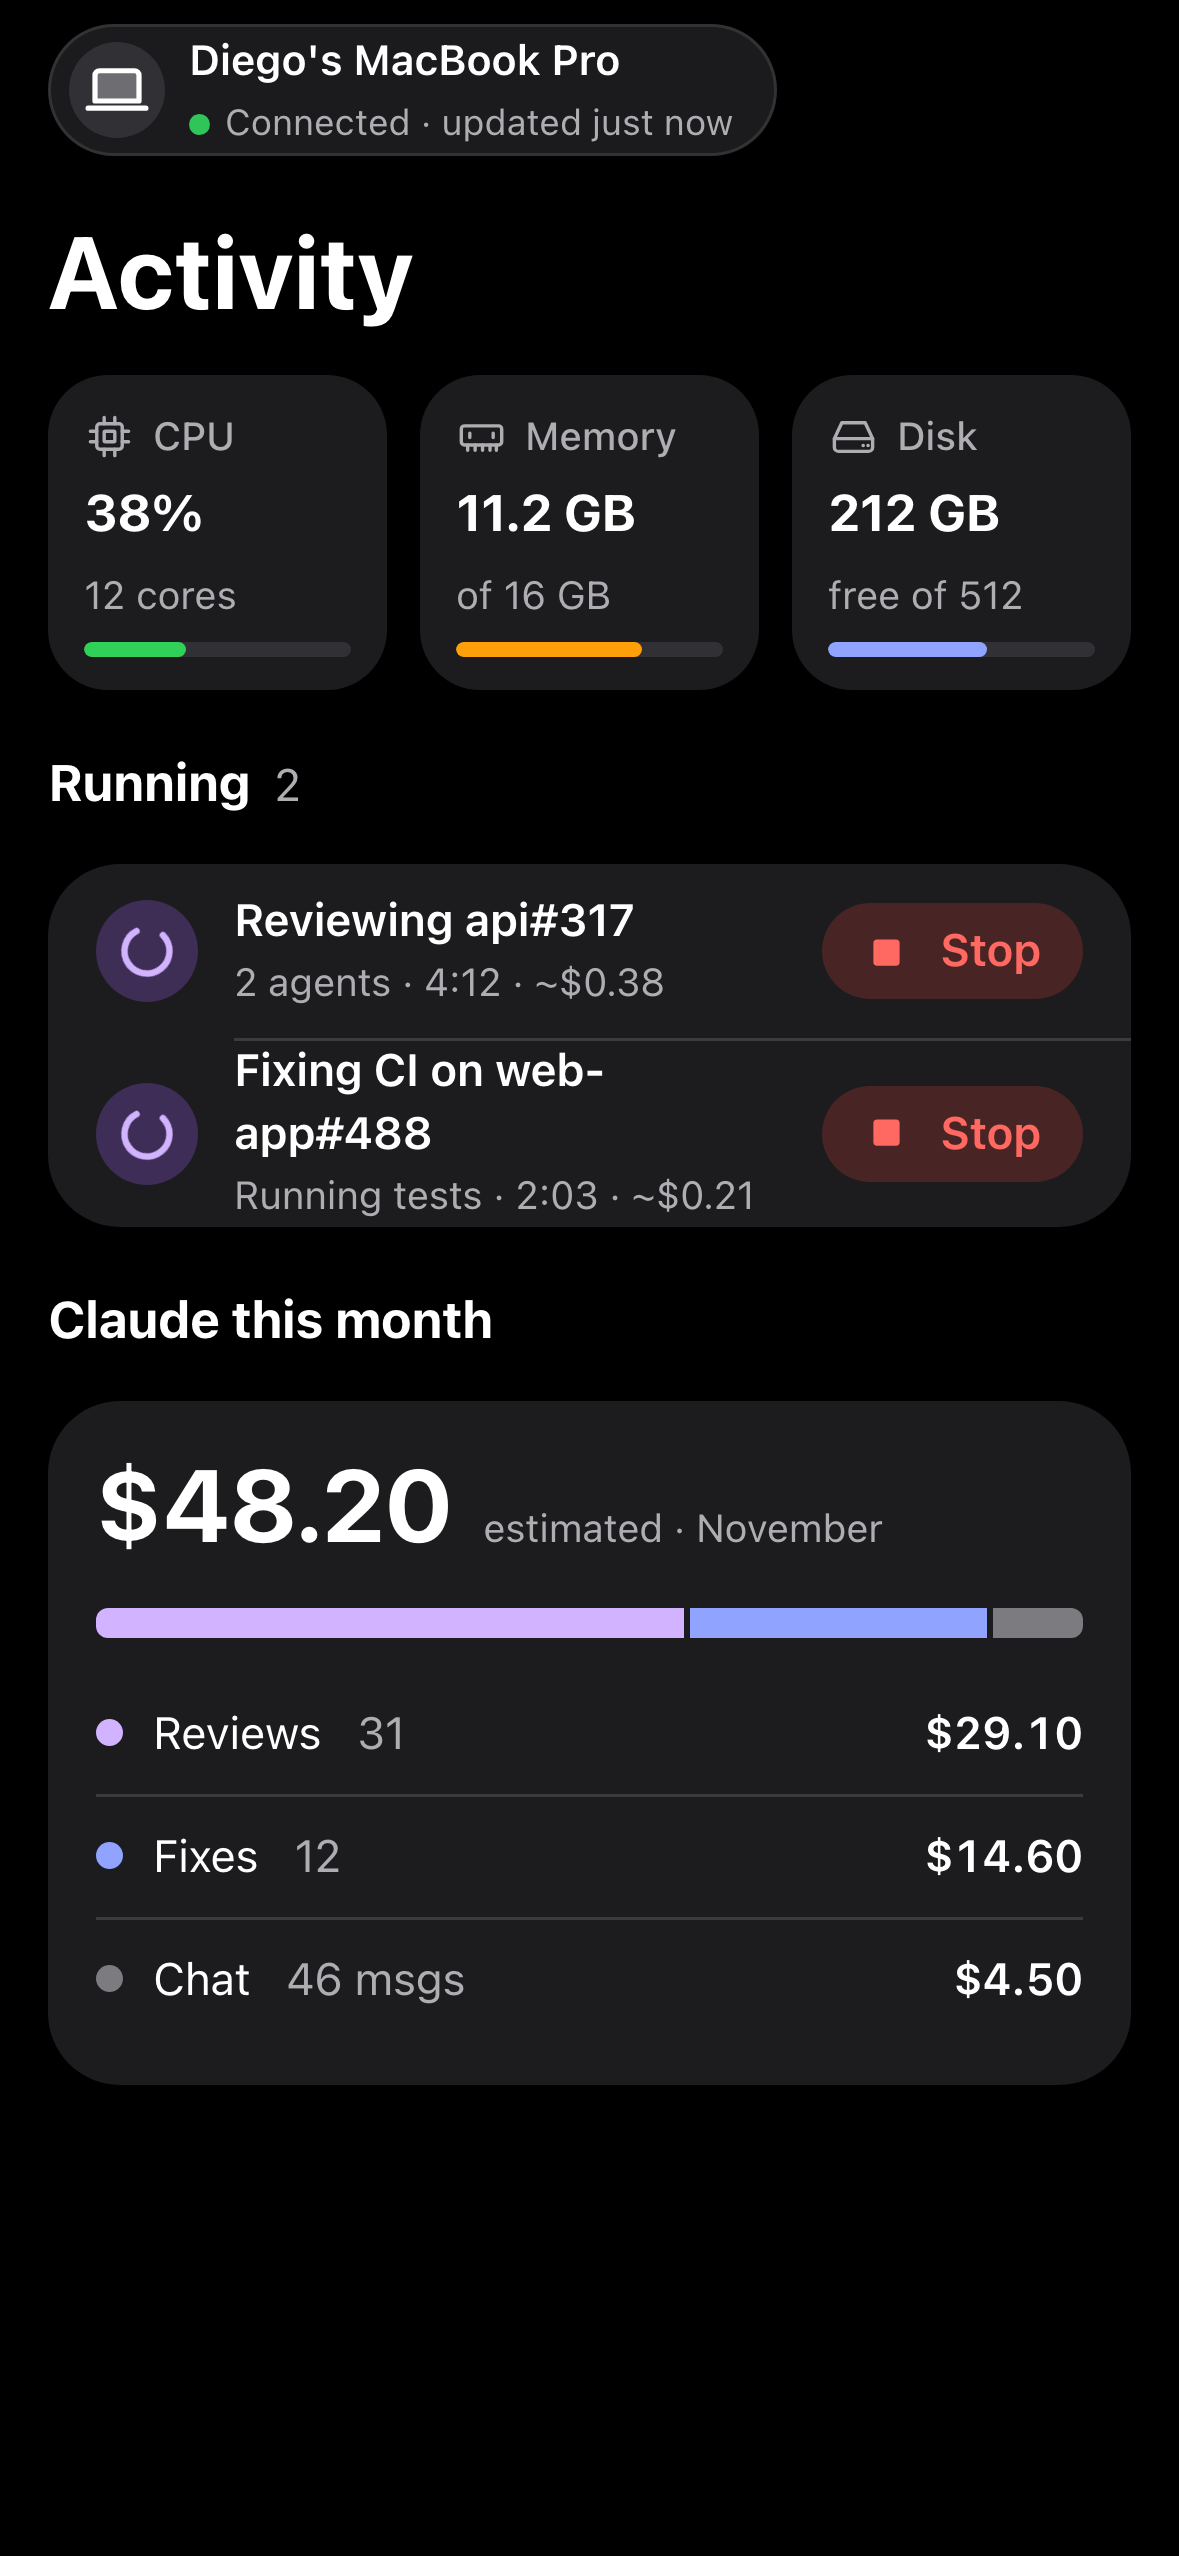 Diego's MacBook Pro
Connected · updated just now
Activity
CPU
38%
12 cores
Memory
11.2 GB
of 16 GB
Disk
212 GB
free of 512
Running 2
Reviewing api#317
2 agents · 4:12 · ~$0.38
Stop
Fixing CI on web-
app#488
Running tests · 2:03 · ~$0.21
Stop
Claude this month
$48.20 estimated · November
Reviews 31 $29.10
Fixes 12 $14.60
Chat 46 msgs $4.50